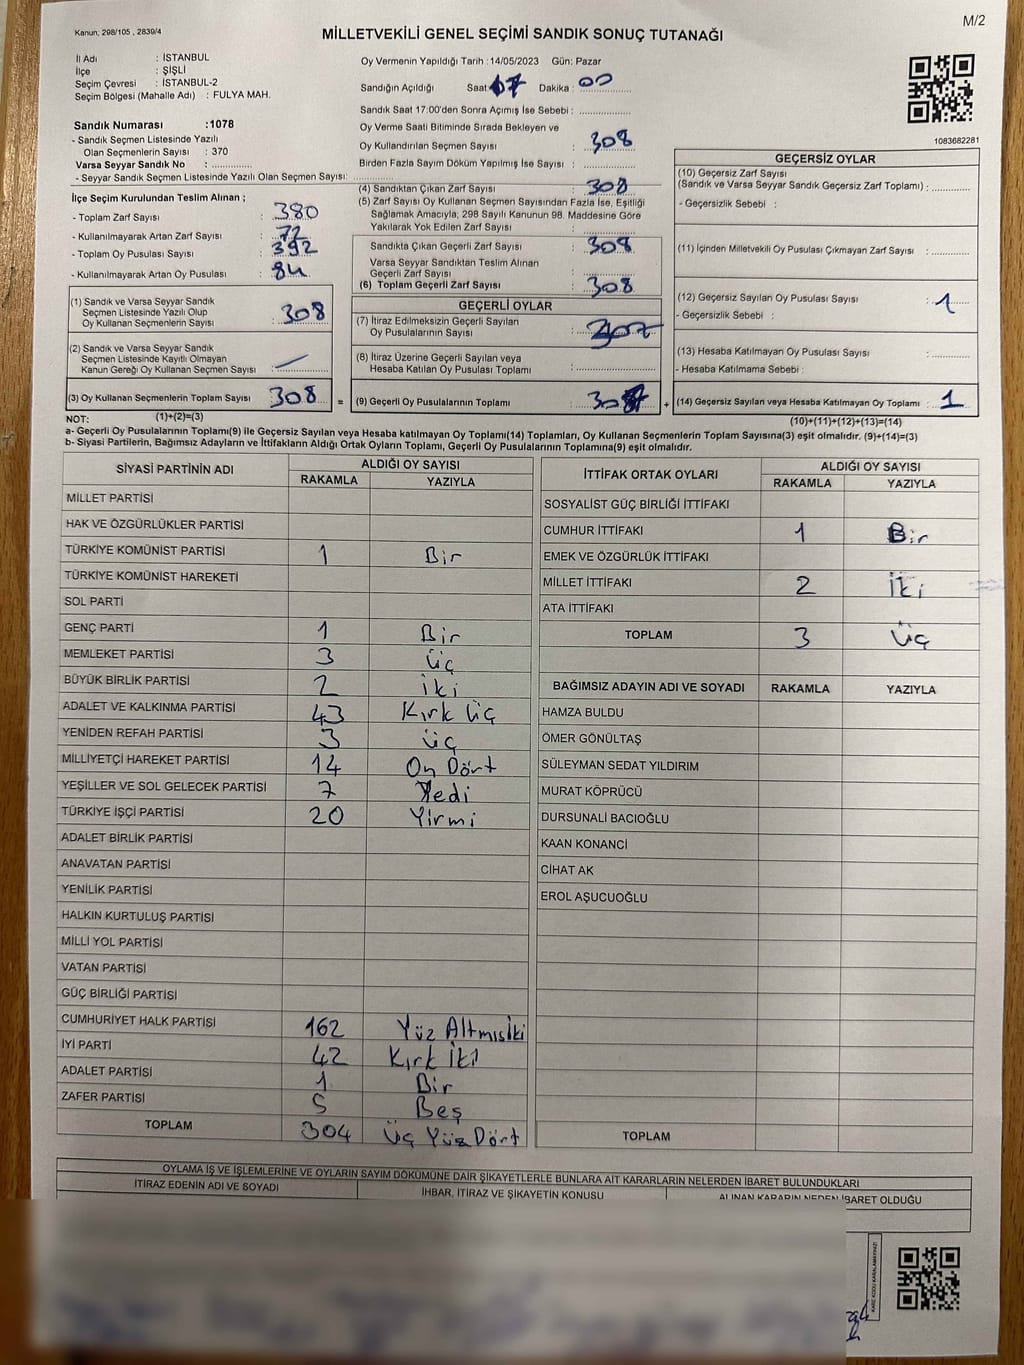 M/2
Kanun; 298/105 , 2839/4
MİLLETVEKİLİ GENEL SEÇİMİ SANDIK SONUÇ TUTANAĞI
İl Adı : İSTANBUL
İlçe : ŞİŞLİ
Seçim Çevresi : İSTANBUL-2
Seçim Bölgesi (Mahalle Adı) : FULYA MAH.
Sandık Numarası :1078
- Sandık Seçmen Listesinde Yazılı
Olan Seçmenlerin Sayısı : 370
Varsa Seyyar Sandık No : ..............
- Seyyar Sandık Seçmen Listesinde Yazılı Olan Seçmen Sayısı: ..............
Oy Vermenin Yapıldığı Tarih :14/05/2023 Gün: Pazar
Sandığın Açıldığı Saat: 17 Dakika : 00
Sandık Saat 17:00'den Sonra Açımış İse Sebebi : ..............
Oy Verme Saati Bitiminde Sırada Bekleyen ve
Oy Kullandırılan Seçmen Sayısı : 308
Birden Fazla Sayım Döküm Yapılmış İse Sayısı : ..............
1083682281
İlçe Seçim Kurulundan Teslim Alınan ;
- Toplam Zarf Sayısı : 380
- Kullanılmayarak Artan Zarf Sayısı : 72
- Toplam Oy Pusulası Sayısı : 392
- Kullanılmayarak Artan Oy Pusulası : 84
(1) Sandık ve Varsa Seyyar Sandık
Seçmen Listesinde Yazılı Olup
Oy Kullanan Seçmenlerin Sayısı : 308
(2) Sandık ve Varsa Seyyar Sandık
Seçmen Listesinde Kayıtlı Olmayan
Kanun Gereği Oy Kullanan Seçmen Sayısı : —
(3) Oy Kullanan Seçmenlerin Toplam Sayısı : 308
(1)+(2)=(3)
(4) Sandıktan Çıkan Zarf Sayısı : 308
(5) Zarf Sayısı Oy Kullanan Seçmen Sayısından Fazla İse, Eşitliği
Sağlamak Amacıyla; 298 Sayılı Kanunun 98. Maddesine Göre
Yakılarak Yok Edilen Zarf Sayısı : ..............
Sandıkta Çıkan Geçerli Zarf Sayısı : 308
Varsa Seyyar Sandıktan Teslim Alınan
Geçerli Zarf Sayısı : ..............
(6) Toplam Geçerli Zarf Sayısı : 308
GEÇERLİ OYLAR
(7) İtiraz Edilmeksizin Geçerli Sayılan
Oy Pusulalarının Sayısı : 307
(8) İtiraz Üzerine Geçerli Sayılan veya
Hesaba Katılan Oy Pusulası Toplamı : ..............
= (9) Geçerli Oy Pusulalarının Toplamı : 307 +
GEÇERSİZ OYLAR
(10) Geçersiz Zarf Sayısı
(Sandık ve Varsa Seyyar Sandık Geçersiz Zarf Toplamı) : ..............
- Geçersizlik Sebebi :
(11) İçinden Milletvekili Oy Pusulası Çıkmayan Zarf Sayısı : ..............
(12) Geçersiz Sayılan Oy Pusulası Sayısı : 1
- Geçersizlik Sebebi :
(13) Hesaba Katılmayan Oy Pusulası Sayısı : ..............
- Hesaba Katılmama Sebebi :
(14) Geçersiz Sayılan veya Hesaba Katılmayan Oy Toplamı : 1
(10)+(11)+(12)+(13)=(14)
NOT:
a- Geçerli Oy Pusulalarının Toplamı(9) ile Geçersiz Sayılan veya Hesaba katılmayan Oy Toplamı(14) Toplamları, Oy Kullanan Seçmenlerin Toplam Sayısına(3) eşit olmalıdır. (9)+(14)=(3)
b- Siyasi Partilerin, Bağımsız Adayların ve İttifakların Aldığı Ortak Oyların Toplamı, Geçerli Oy Pusulalarının Toplamına(9) eşit olmalıdır.
SİYASİ PARTİNİN ADI ALDIĞI OY SAYISI
RAKAMLA YAZIYLA
MİLLET PARTİSİ
HAK VE ÖZGÜRLÜKLER PARTİSİ
TÜRKİYE KOMÜNİST PARTİSİ 1 Bir
TÜRKİYE KOMÜNİST HAREKETİ
SOL PARTİ
GENÇ PARTİ 1 Bir
MEMLEKET PARTİSİ 3 Üç
BÜYÜK BİRLİK PARTİSİ 2 İki
ADALET VE KALKINMA PARTİSİ 43 Kırk Üç
YENİDEN REFAH PARTİSİ 3 Üç
MİLLİYETÇİ HAREKET PARTİSİ 14 On Dört
YEŞİLLER VE SOL GELECEK PARTİSİ 7 Yedi
TÜRKİYE İŞÇİ PARTİSİ 20 Yirmi
ADALET BİRLİK PARTİSİ
ANAVATAN PARTİSİ
YENİLİK PARTİSİ
HALKIN KURTULUŞ PARTİSİ
MİLLİ YOL PARTİSİ
VATAN PARTİSİ
GÜÇ BİRLİĞİ PARTİSİ
CUMHURİYET HALK PARTİSİ 162 Yüz Altmış İki
İYİ PARTİ 42 Kırk İki
ADALET PARTİSİ 1 Bir
ZAFER PARTİSİ 5 Beş
TOPLAM 304 Üç Yüz Dört
İTTİFAK ORTAK OYLARI ALDIĞI OY SAYISI
RAKAMLA YAZIYLA
SOSYALİST GÜÇ BİRLİĞİ İTTİFAKI
CUMHUR İTTİFAKI 1 Bir
EMEK VE ÖZGÜRLÜK İTTİFAKI
MİLLET İTTİFAKI 2 İki
ATA İTTİFAKI
TOPLAM 3 Üç
BAĞIMSIZ ADAYIN ADI VE SOYADI RAKAMLA YAZIYLA
HAMZA BULDU
ÖMER GÖNÜLTAŞ
SÜLEYMAN SEDAT YILDIRIM
MURAT KÖPRÜCÜ
DURSUNALİ BACIOĞLU
KAAN KONANCİ
CİHAT AK
EROL AŞUCUOĞLU
TOPLAM
OYLAMA İŞ VE İŞLEMLERİNE VE OYLARIN SAYIM DÖKÜMÜNE DAİR ŞİKAYETLERLE BUNLARA AİT KARARLARIN NELERDEN İBARET BULUNDUKLARI
İTİRAZ EDENİN ADI VE SOYADI İHBAR, İTİRAZ VE ŞİKAYETİN KONUSU ALINAN KARARIN NEDEN İBARET OLDUĞU